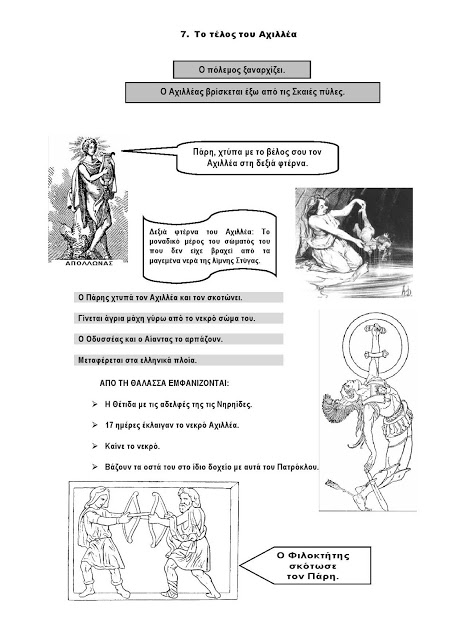 7. Το τέλος του Αχιλλέα
Ο πόλεμος ξαναρχίζει.
Ο Αχιλλέας βρίσκεται έξω από τις Σκαιές πύλες.
Πάρη, χτύπα με το βέλος σου τον
Αχιλλέα στη δεξιά φτέρνα.
ΑΠΟΛΛΩΝΑΣ
Δεξιά φτέρνα του Αχιλλέα: Το
μοναδικό μέρος του σώματός του
που δεν είχε βραχεί από τα
μαγεμένα νερά της λίμνης Στύγας.
Ο Πάρης χτυπά τον Αχιλλέα και τον σκοτώνει.
Γίνεται άγρια μάχη γύρω από το νεκρό σώμα του.
Ο Οδυσσέας και ο Αίαντας το αρπάζουν.
Μεταφέρεται στα ελληνικά πλοία.
ΑΠΟ ΤΗ ΘΑΛΑΣΣΑ ΕΜΦΑΝΙΖΟΝΤΑΙ:
➢ Η Θέτιδα με τις αδελφές της τις Νηρηίδες.
➢ 17 ημέρες έκλαιγαν το νεκρό Αχιλλέα.
➢ Καίνε το νεκρό.
➢ Βάζουν τα οστά του στο ίδιο δοχείο με αυτά του Πατρόκλου.
Ο Φιλοκτήτης
σκότωσε
τον Πάρη.